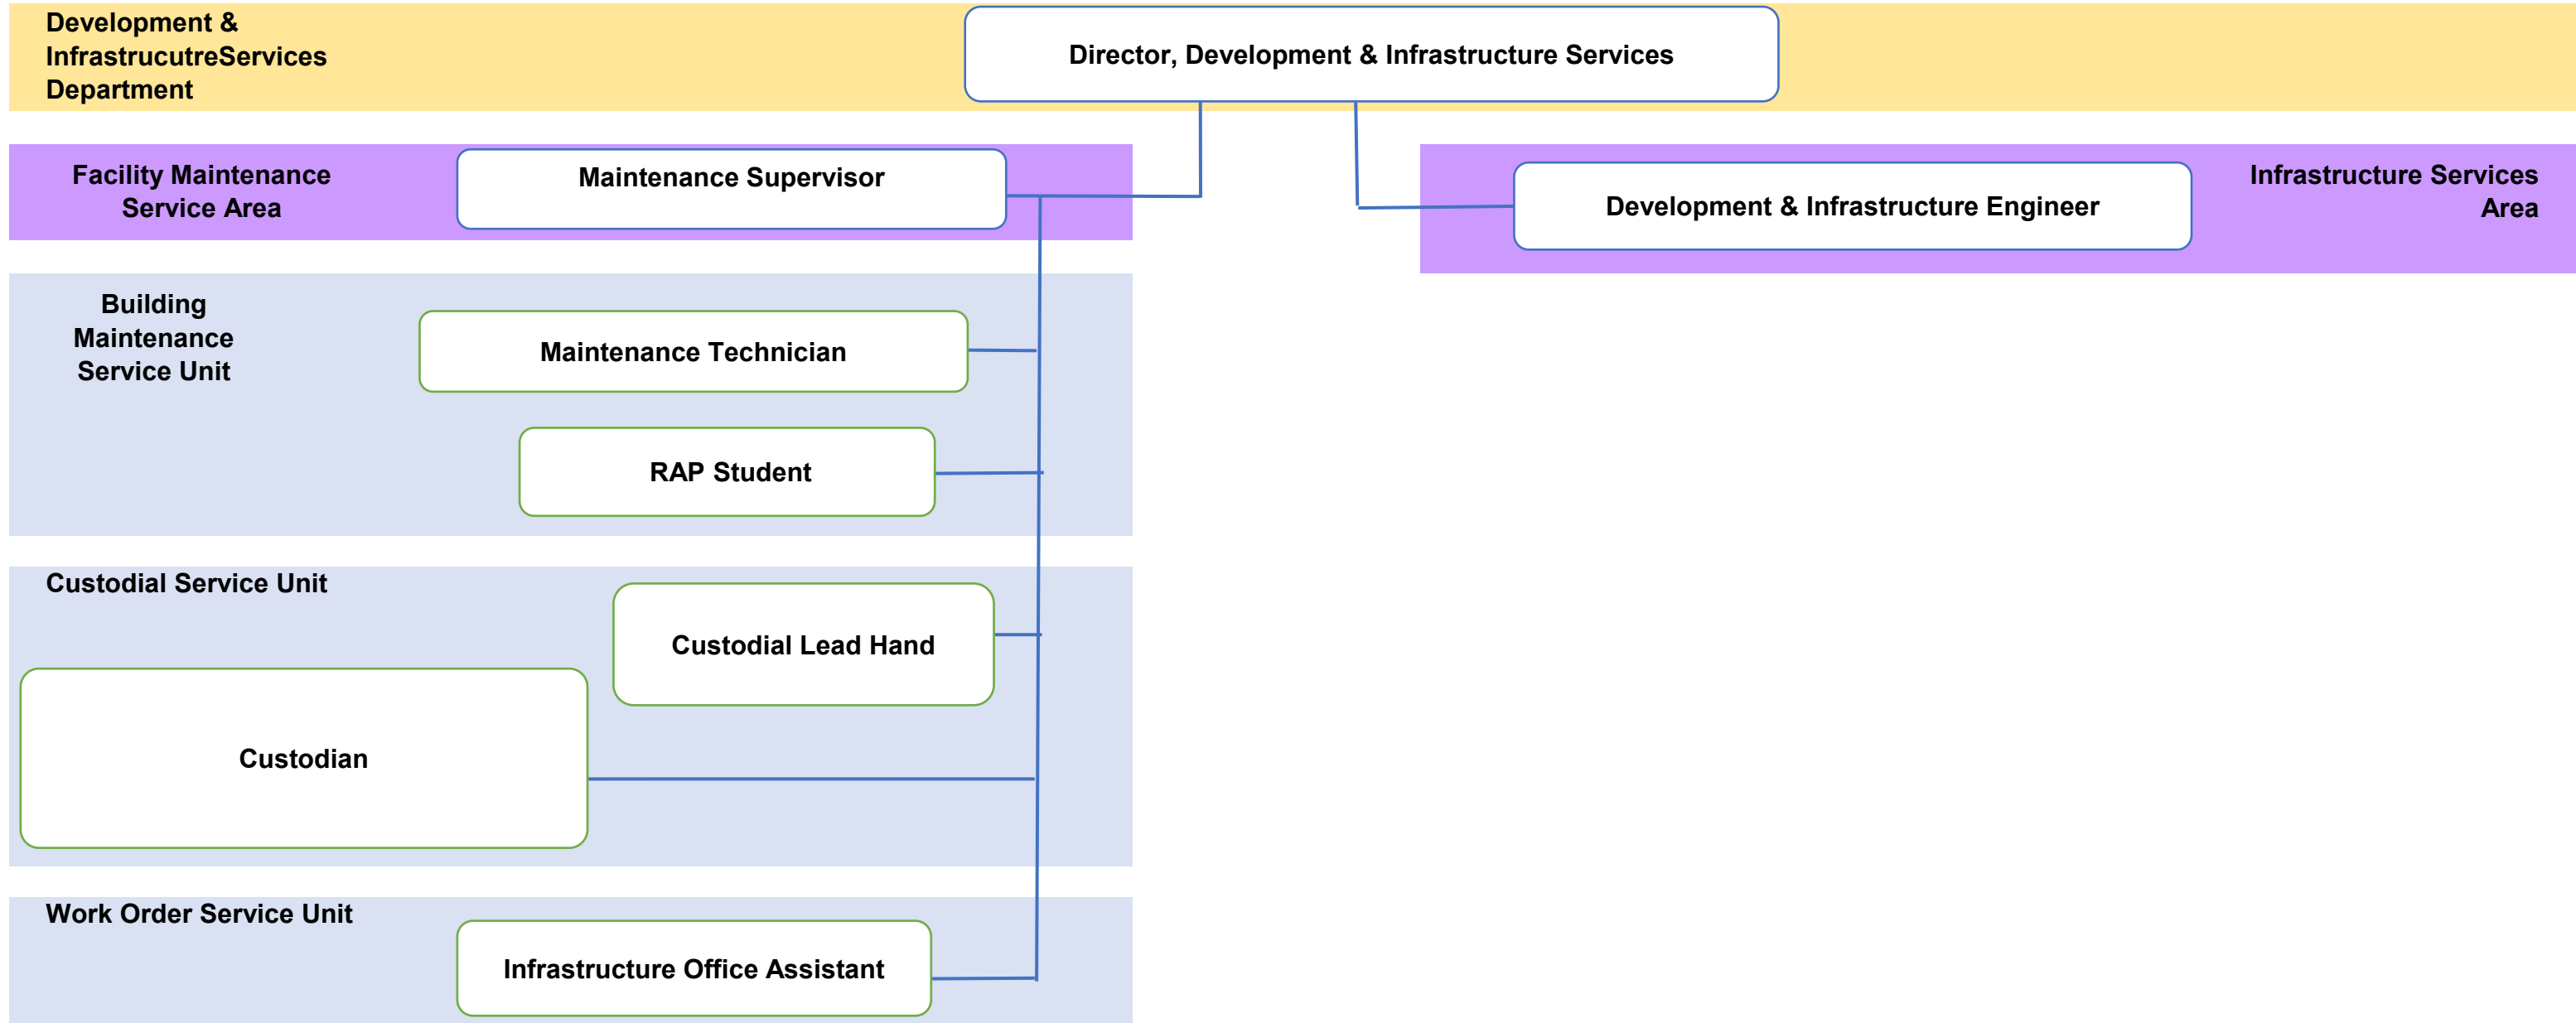 Development &
InfrastrucutreServices
Department
Director, Development & Infrastructure Services
Facility Maintenance
Service Area
Maintenance Supervisor
Development & Infrastructure Engineer
Infrastructure Services
Area
Building
Maintenance
Service Unit
Maintenance Technician
RAP Student
Custodial Service Unit
Custodial Lead Hand
Custodian
Work Order Service Unit
Infrastructure Office Assistant